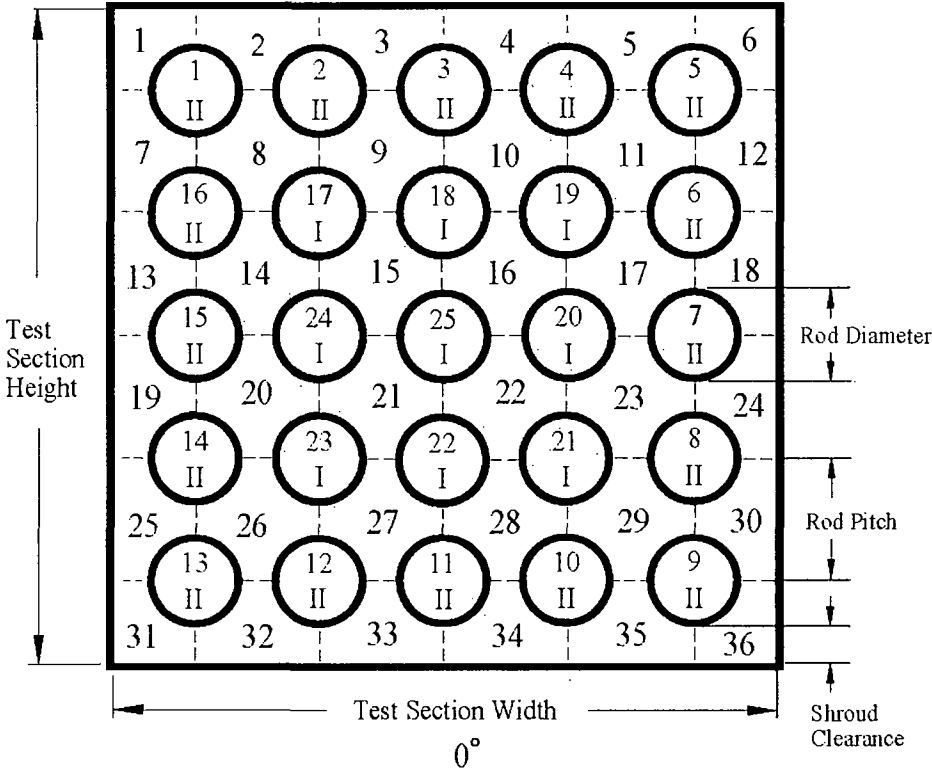 1 2 3 4 5 6
1 2 3 4 5
II II II II II
7 8 9 10 11 12
16 17 18 19 6
II I I I II
13 14 15 16 17 18
15 24 25 20 7
II I I I II
Rod Diameter
Test
Section
Height
19 20 21 22 23 24
14 23 22 21 8
II I I I II
25 26 27 28 29 30
Rod Pitch
13 12 11 10 9
II II II II II
31 32 33 34 35 36
Test Section Width
Shroud
Clearance
0°